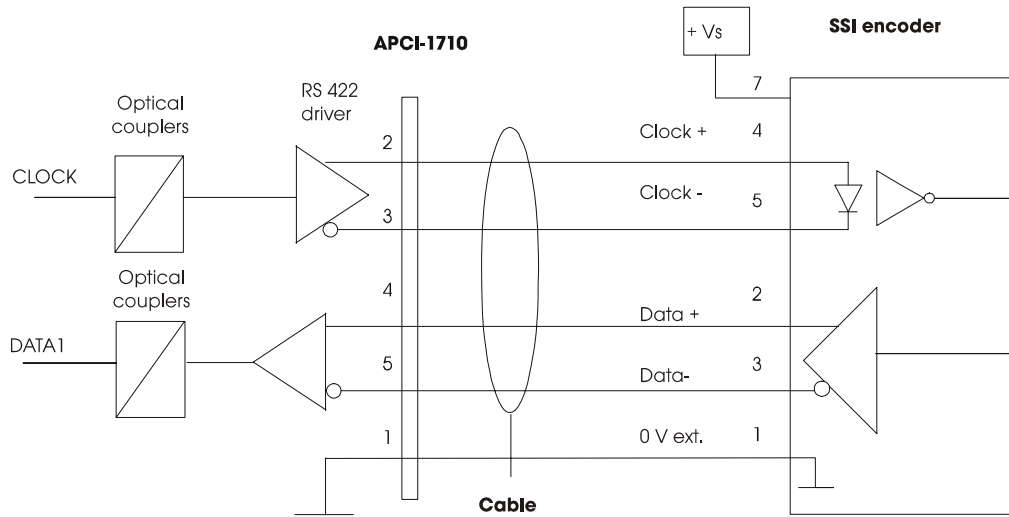 + Vs
SSI encoder
APCI-1710
7
RS 422
driver
Optical
couplers
2
Clock +
4
CLOCK
Clock -
5
3
Optical
couplers
4
2
Data +
DATA1
5
3
Data-
1
0 V ext.
1
Cable